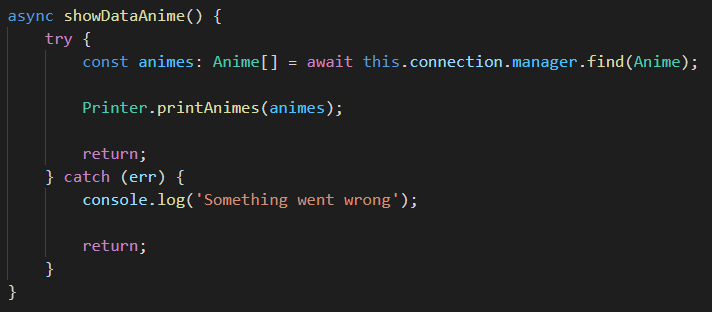 async showDataAnime() {
try {
const animes: Anime[] = await this.connection.manager.find(Anime);
Printer.printAnimes(animes);
return;
} catch (err) {
console.log('Something went wrong');
return;
}
}